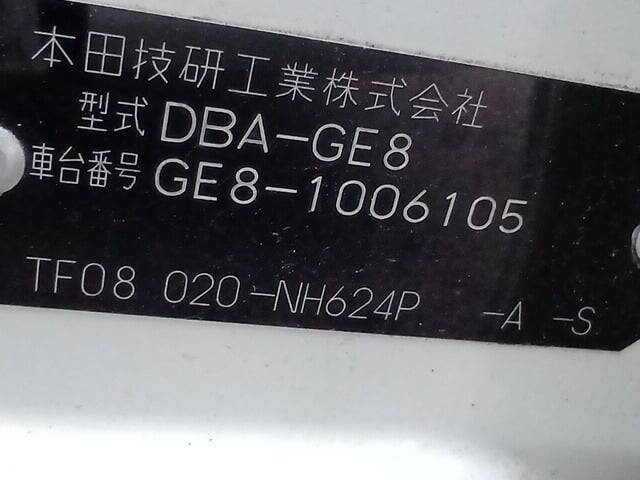 本田技研工業株式会社
型式 DBA-GE8
車台番号 GE8-1006105
TF08 020-NH624P -A -S